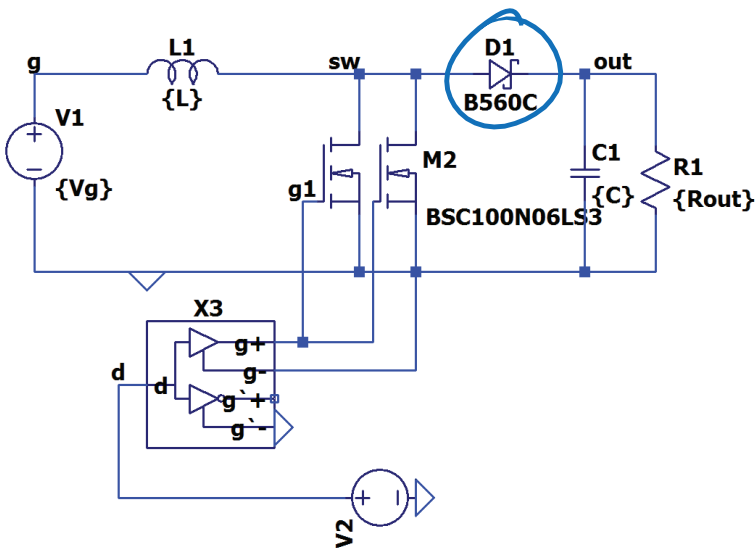 g
L1
{L}
sw
D1
B560C
out
V1
{Vg}
g1
M2
BSC100N06LS3
C1
{C}
R1
{Rout}
X3
d
d
g+
g-
g`+
g`-
V2